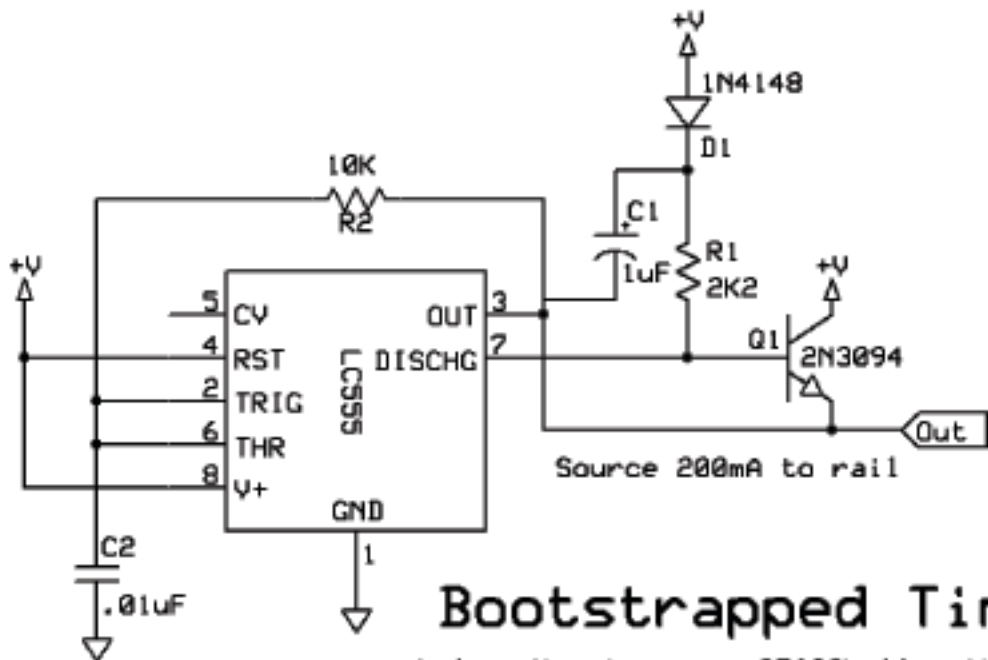 +V
1N4148
D1
10K
R2
C1
1uF
R1
2K2
+V
+V
5
CV
OUT
3
4
RST
DISCHG
7
Q1
2N3094
LC555
2
TRIG
6
THR
Out
8
V+
Source 200mA to rail
GND
1
C2
.01uF
Bootstrapped Tim